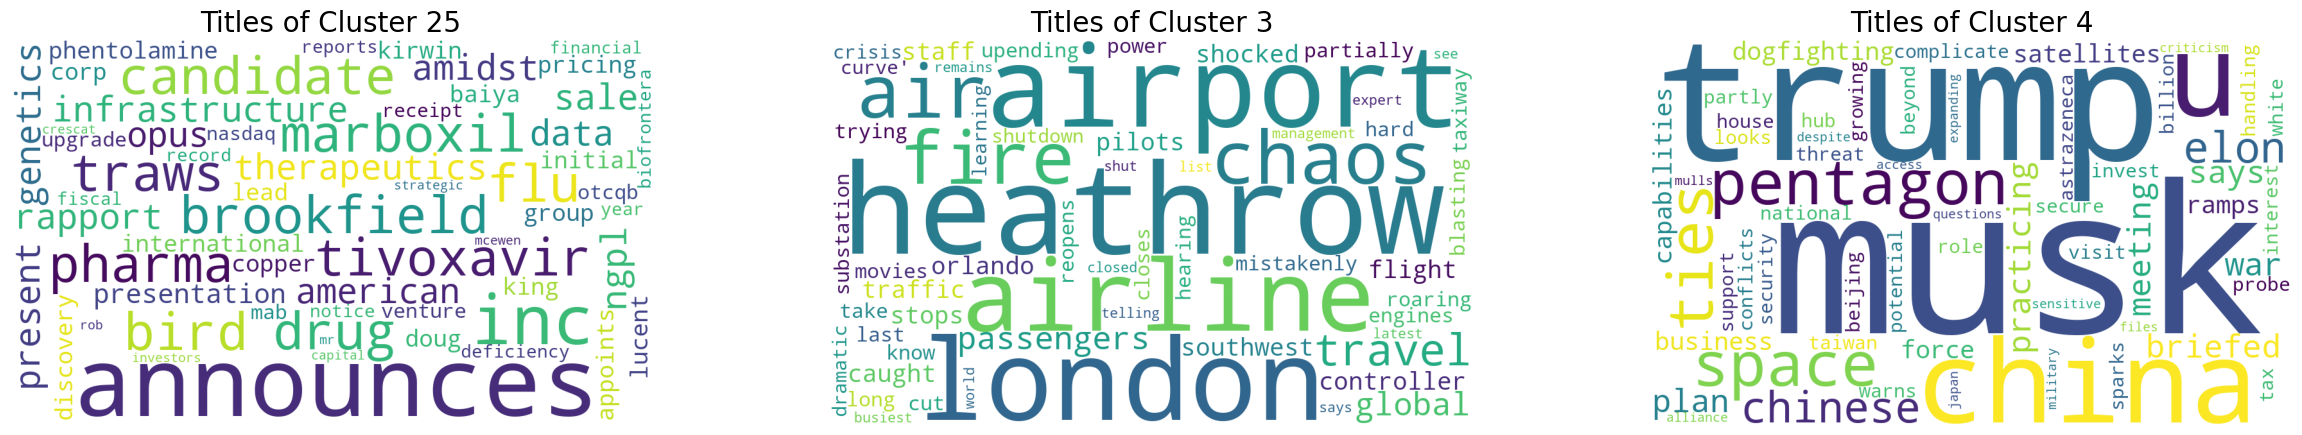 Titles of Cluster 25
phentolamine reports kirwin financial
corp candidate amidst pricing
genetics infrastructure receipt baiya sale
crescat upgrade opus nasdaq marboxil data biofrontera
record traws therapeutics flu initial
lead strategic otcqb
fiscal rapport brookfield group year
international mcewen
present pharma copper tivoxavir ngpl
presentation american king
discovery mab notice venture appoints lucent
rob bird drug mr doug inc
investors capital deficiency
announces
Titles of Cluster 3
crisis staff upending power shocked partially see
curve' remains air airport expert
trying learning shutdown pilots management hard taxiway
fire shut list chaos blasting
substation heathrow
movies orlando reopens closed closes hearing mistakenly flight
traffic airline roaring
take stops telling engines
last passengers southwest latest
dramatic know travel
caught world controller
long cut london says global
busiest
Titles of Cluster 4
dogfighting complicate satellites criticism
capabilities partly trump u billion handling white
house hub growing beyond expanding astrazeneca
looks despite elon
threat access
mulls pentagon practicing invest says
ties national questions meeting secure ramps interest
support conflicts security musk role visit war
beijing potential sensitive probe
business taiwan files
space force briefed
warns china sparks tax
plan chinese japan military
alliance